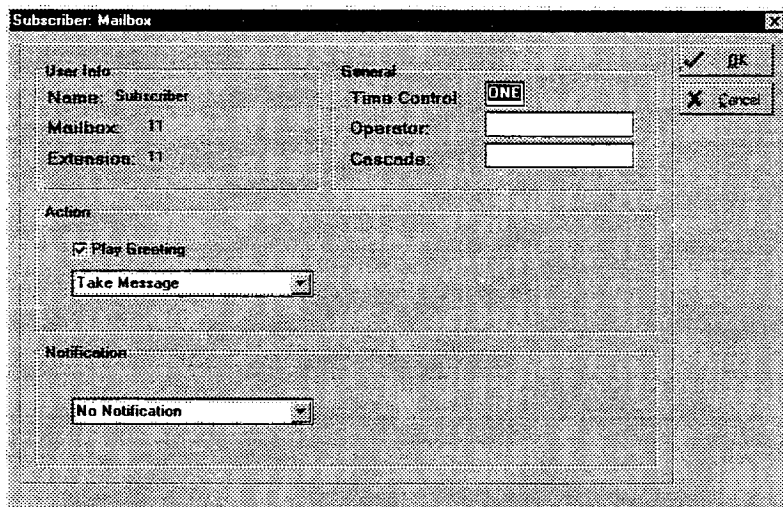 Subscriber: Mailbox
User Info
Name: Subscriber
Mailbox: 11
Extension: 11
General
Time Control: ONE
Operator:
Cascade:
OK
Cancel
Action
Play Greeting
Take Message
Notification
No Notification